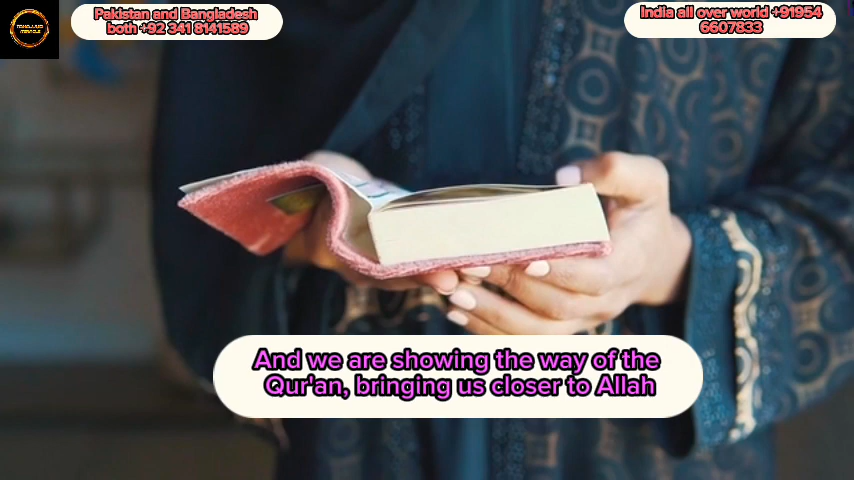 Pakistan and Bangladesh
both +92 341 8141589
India all over world +91954
6607833
And we are showing the way of the
Qur'an, bringing us closer to Allah